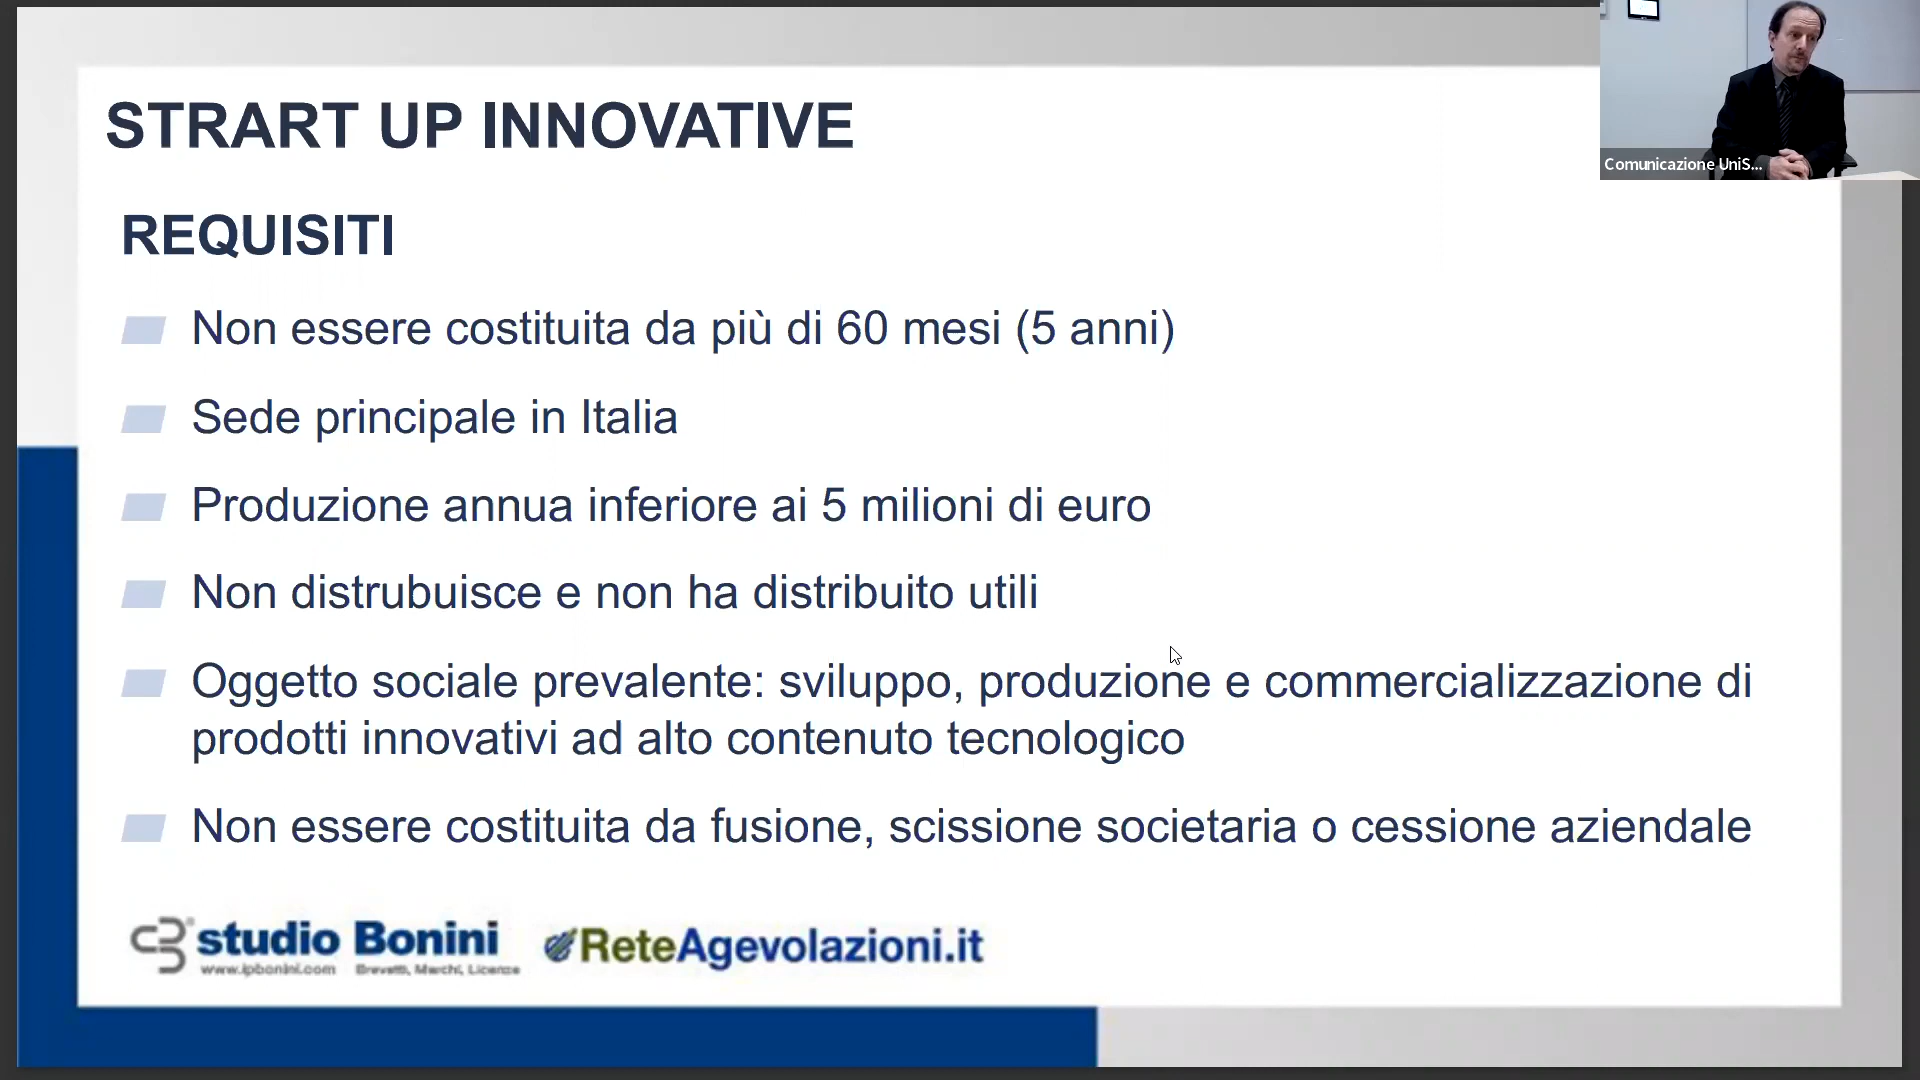 STRART UP INNOVATIVE
Comunicazione UniS...
REQUISITI
Non essere costituita da più di 60 mesi (5 anni)
Sede principale in Italia
Produzione annua inferiore ai 5 milioni di euro
Non distrubuisce e non ha distribuito utili
Oggetto sociale prevalente: sviluppo, produzione e commercializzazione di
prodotti innovativi ad alto contenuto tecnologico
Non essere costituita da fusione, scissione societaria o cessione aziendale
studio Bonini
www.ipbonini.com Brevetti, Marchi, Licenze
ReteAgevolazioni.it